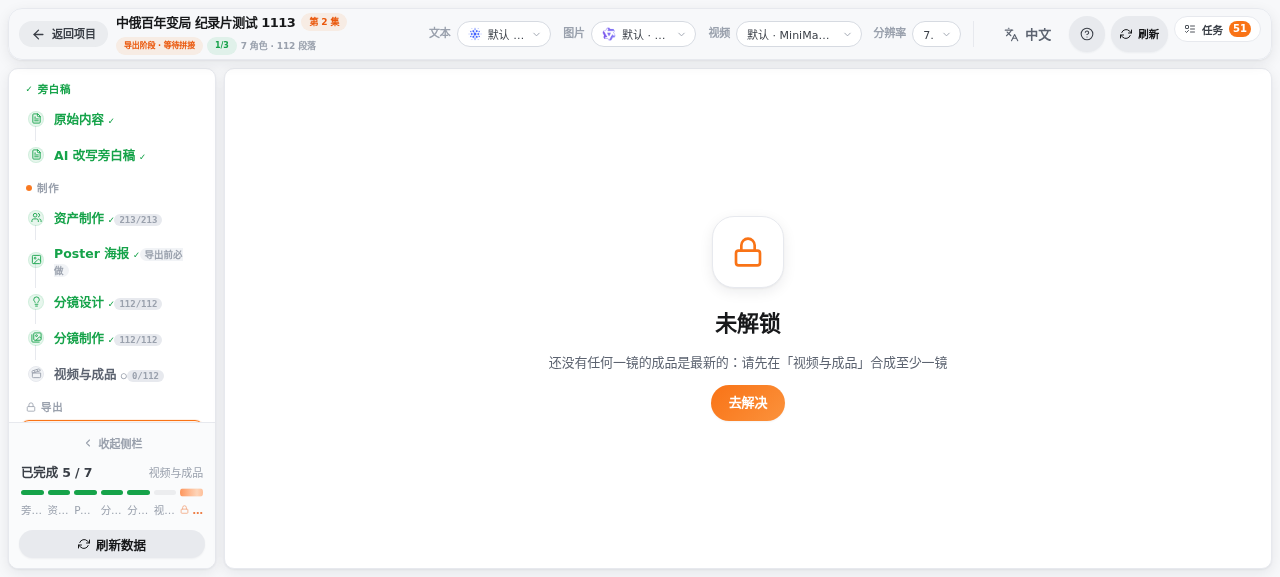 返回项目
中俄百年变局 纪录片测试 1113 第 2 集
导出阶段 · 等待拼接 1/3 7 角色 · 112 段落
文本 默认 ...
图片 默认 · ...
视频 默认 · MiniMa...
分辨率 7.
中文
刷新
任务 51
✓ 旁白稿
原始内容 ✓
AI 改写旁白稿 ✓
制作
资产制作 ✓ 213/213
Poster 海报 ✓ 导出前必
做
分镜设计 ✓ 112/112
分镜制作 ✓ 112/112
视频与成品 ○ 0/112
导出
收起侧栏
已完成 5 / 7 视频与成品
旁... 资... P... 分... 分... 视... ...
刷新数据
未解锁
还没有任何一镜的成品是最新的：请先在「视频与成品」合成至少一镜
去解决